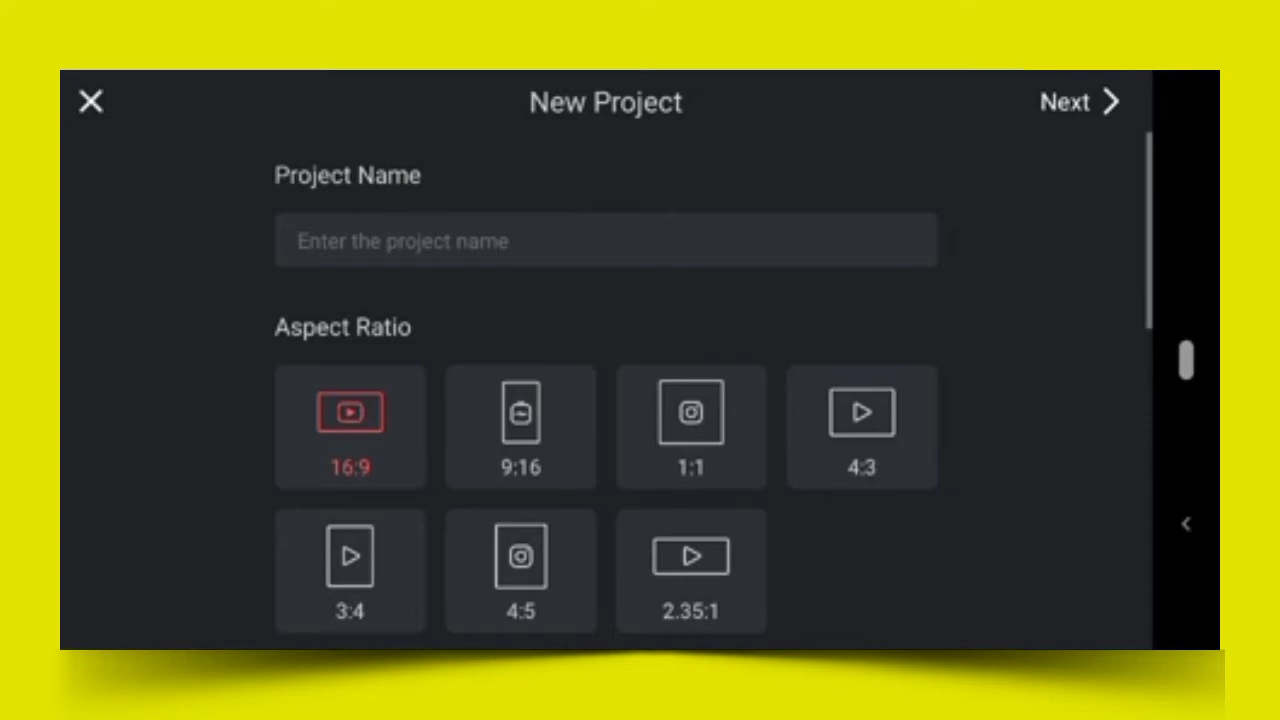 New Project
Next
Project Name
Enter the project name
Aspect Ratio
16:9
9:16
1:1
4:3
3:4
4:5
2.35:1